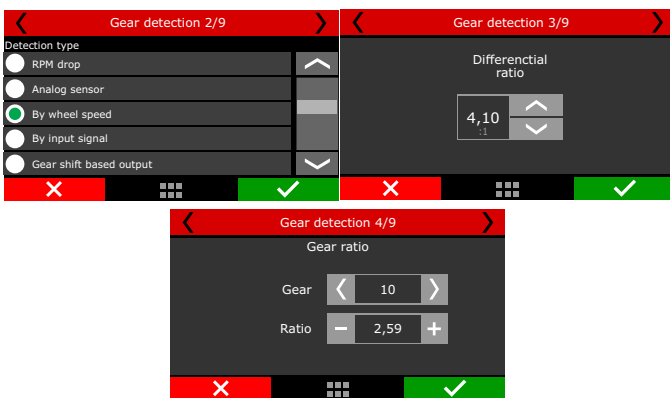 Gear detection 2/9
Detection type
RPM drop
Analog sensor
By wheel speed
By input signal
Gear shift based output
Gear detection 3/9
Differenctial
ratio
4,10
:1
Gear detection 4/9
Gear ratio
Gear 10
Ratio 2,59